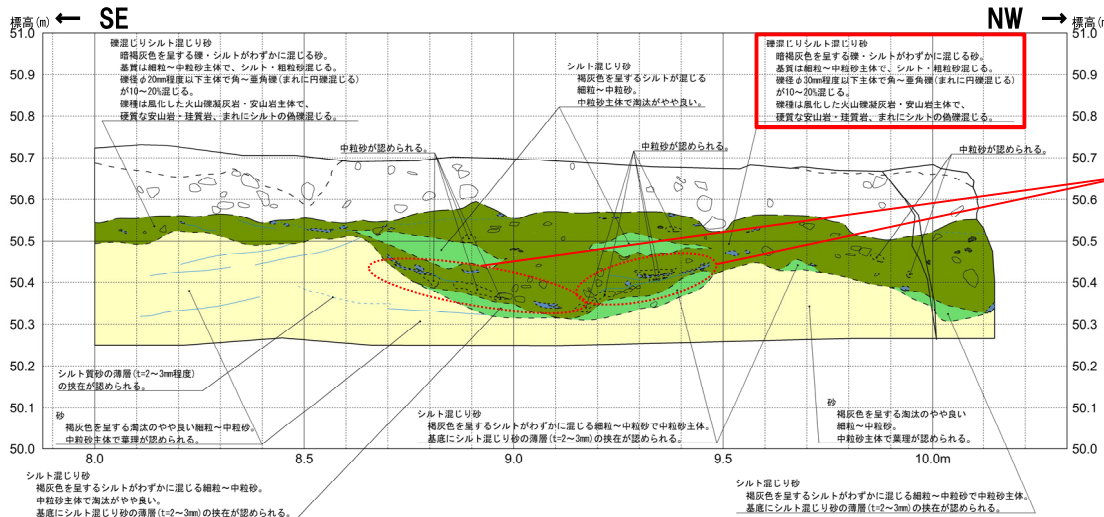 標高(m) ← SE
NW → 標高(m
51.0
50.9
50.8
50.7
50.6
50.5
50.4
50.3
50.2
50.1
50.0
51.0
50.9
50.8
50.7
50.6
50.5
50.4
50.3
50.2
50.1
50.0
礫混じりシルト混じり砂
暗褐灰色を呈する礫・シルトがわずかに混じる砂。
基質は細粒~中粒砂主体で、シルト・粗粒砂混じる。
礫径φ20mm程度以下主体で角~亜角礫(まれに円礫混じる)
が10~20%混じる。
礫種は風化した火山礫凝灰岩・安山岩主体で、
硬質な安山岩・珪質岩、まれにシルトの偽礫混じる。
シルト混じり砂
褐灰色を呈するシルトが混じる
細粒~中粒砂。
中粒砂主体で淘汰がやや良い。
礫混じりシルト混じり砂
暗褐灰色を呈する礫・シルトがわずかに混じる砂。
基質は細粒~中粒砂主体で、シルト・粗粒砂混じる。
礫径φ30mm程度以下主体で角~亜角礫(まれに円礫混じる)
が10~20%混じる。
礫種は風化した火山礫凝灰岩・安山岩主体で、
硬質な安山岩・珪質岩、まれにシルトの偽礫混じる。
中粒砂が認められる。
中粒砂が認められる。
中粒砂が認められる。
シルト質砂の薄層(t=2~3mm程度)
の挟在が認められる。
砂
褐灰色を呈する淘汰のやや良い細粒~中粒砂。
中粒砂主体で葉理が認められる。
シルト混じり砂
褐灰色を呈するシルトがわずかに混じる細粒~中粒砂で中粒砂主体。
基底にシルト混じり砂の薄層(t=2~3mm)の挟在が認められる。
砂
褐灰色を呈する淘汰のやや良い
細粒~中粒砂。
中粒砂主体で葉理が認められる。
8.0
8.5
9.0
9.5
10.0m
シルト混じり砂
褐灰色を呈するシルトがわずかに混じる細粒~中粒砂。
中粒砂主体で淘汰がやや良い。
基底にシルト混じり砂の薄層(t=2~3mm)の挟在が認められる。
シルト混じり砂
褐灰色を呈するシルトがわずかに混じる細粒~中粒砂で中粒砂主体。
基底にシルト混じり砂の薄層(t=2~3mm)の挟在が認められる。